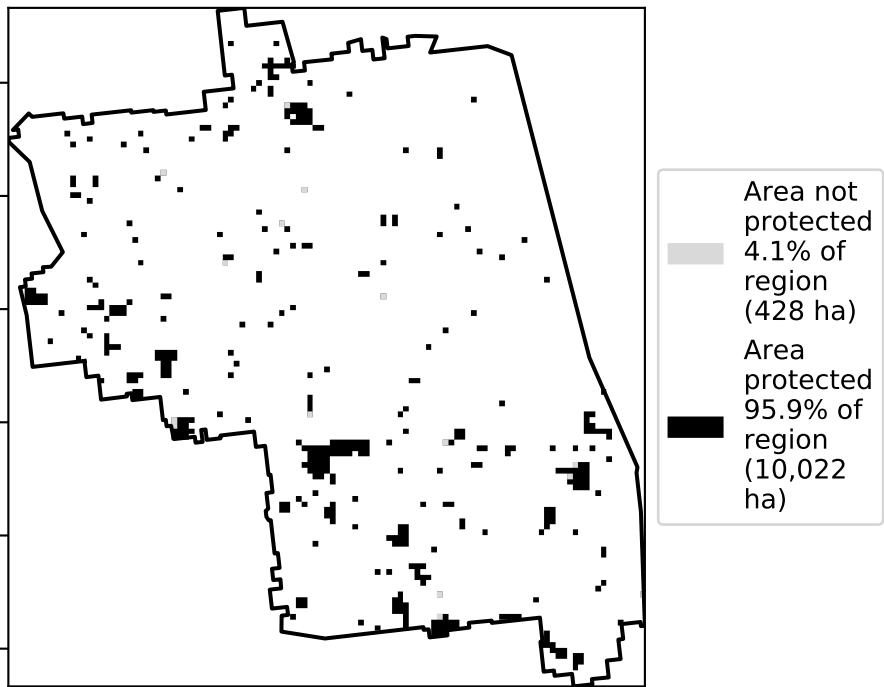 Area not
protected
4.1% of
region
(428 ha)
Area
protected
95.9% of
region
(10,022
ha)